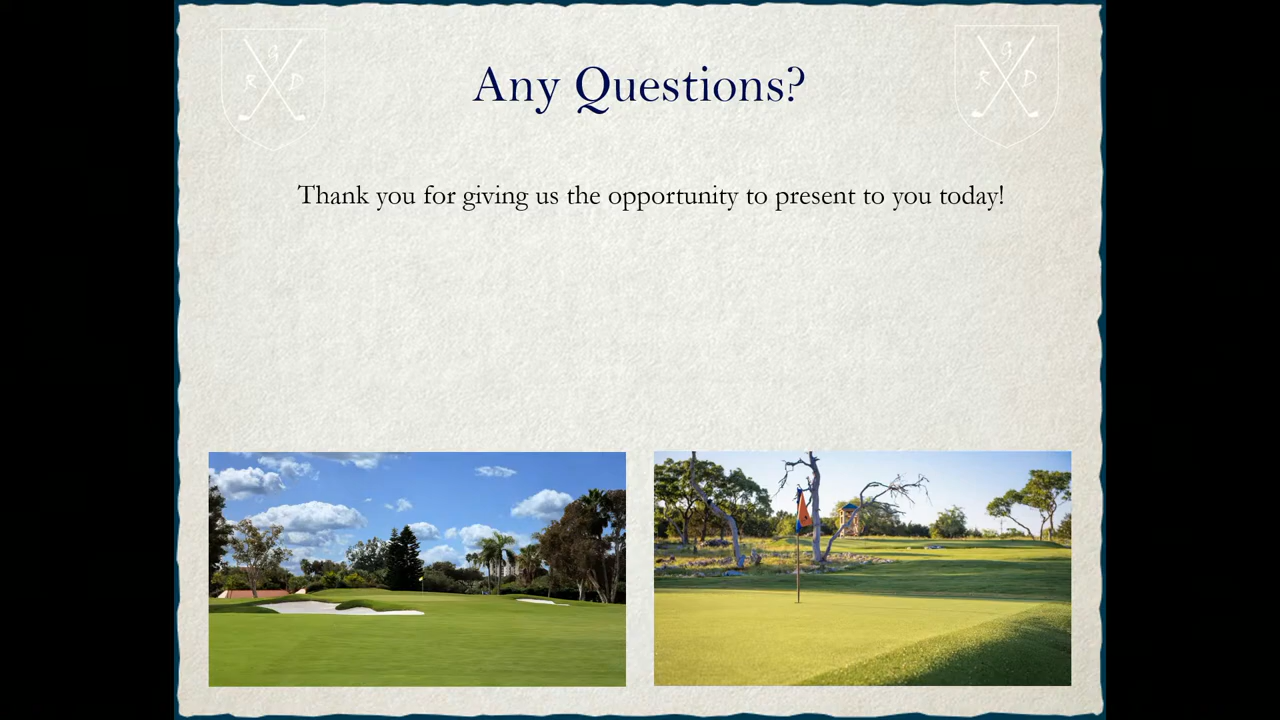 G
R D
G
R D
Any Questions?
Thank you for giving us the opportunity to present to you today!